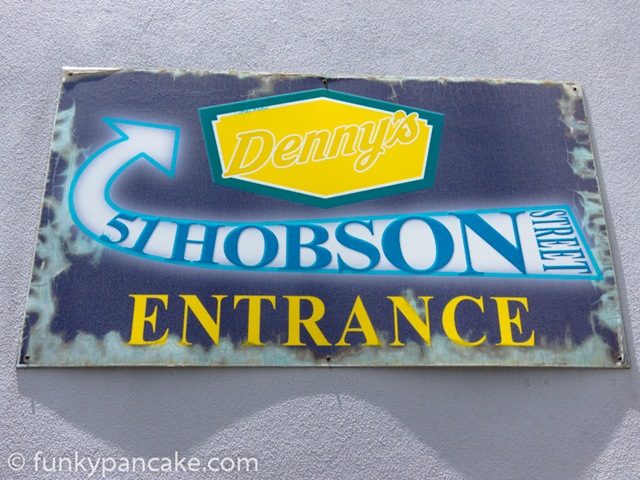 Denny's
51 HOBSON STREET
ENTRANCE
© funkypancake.com